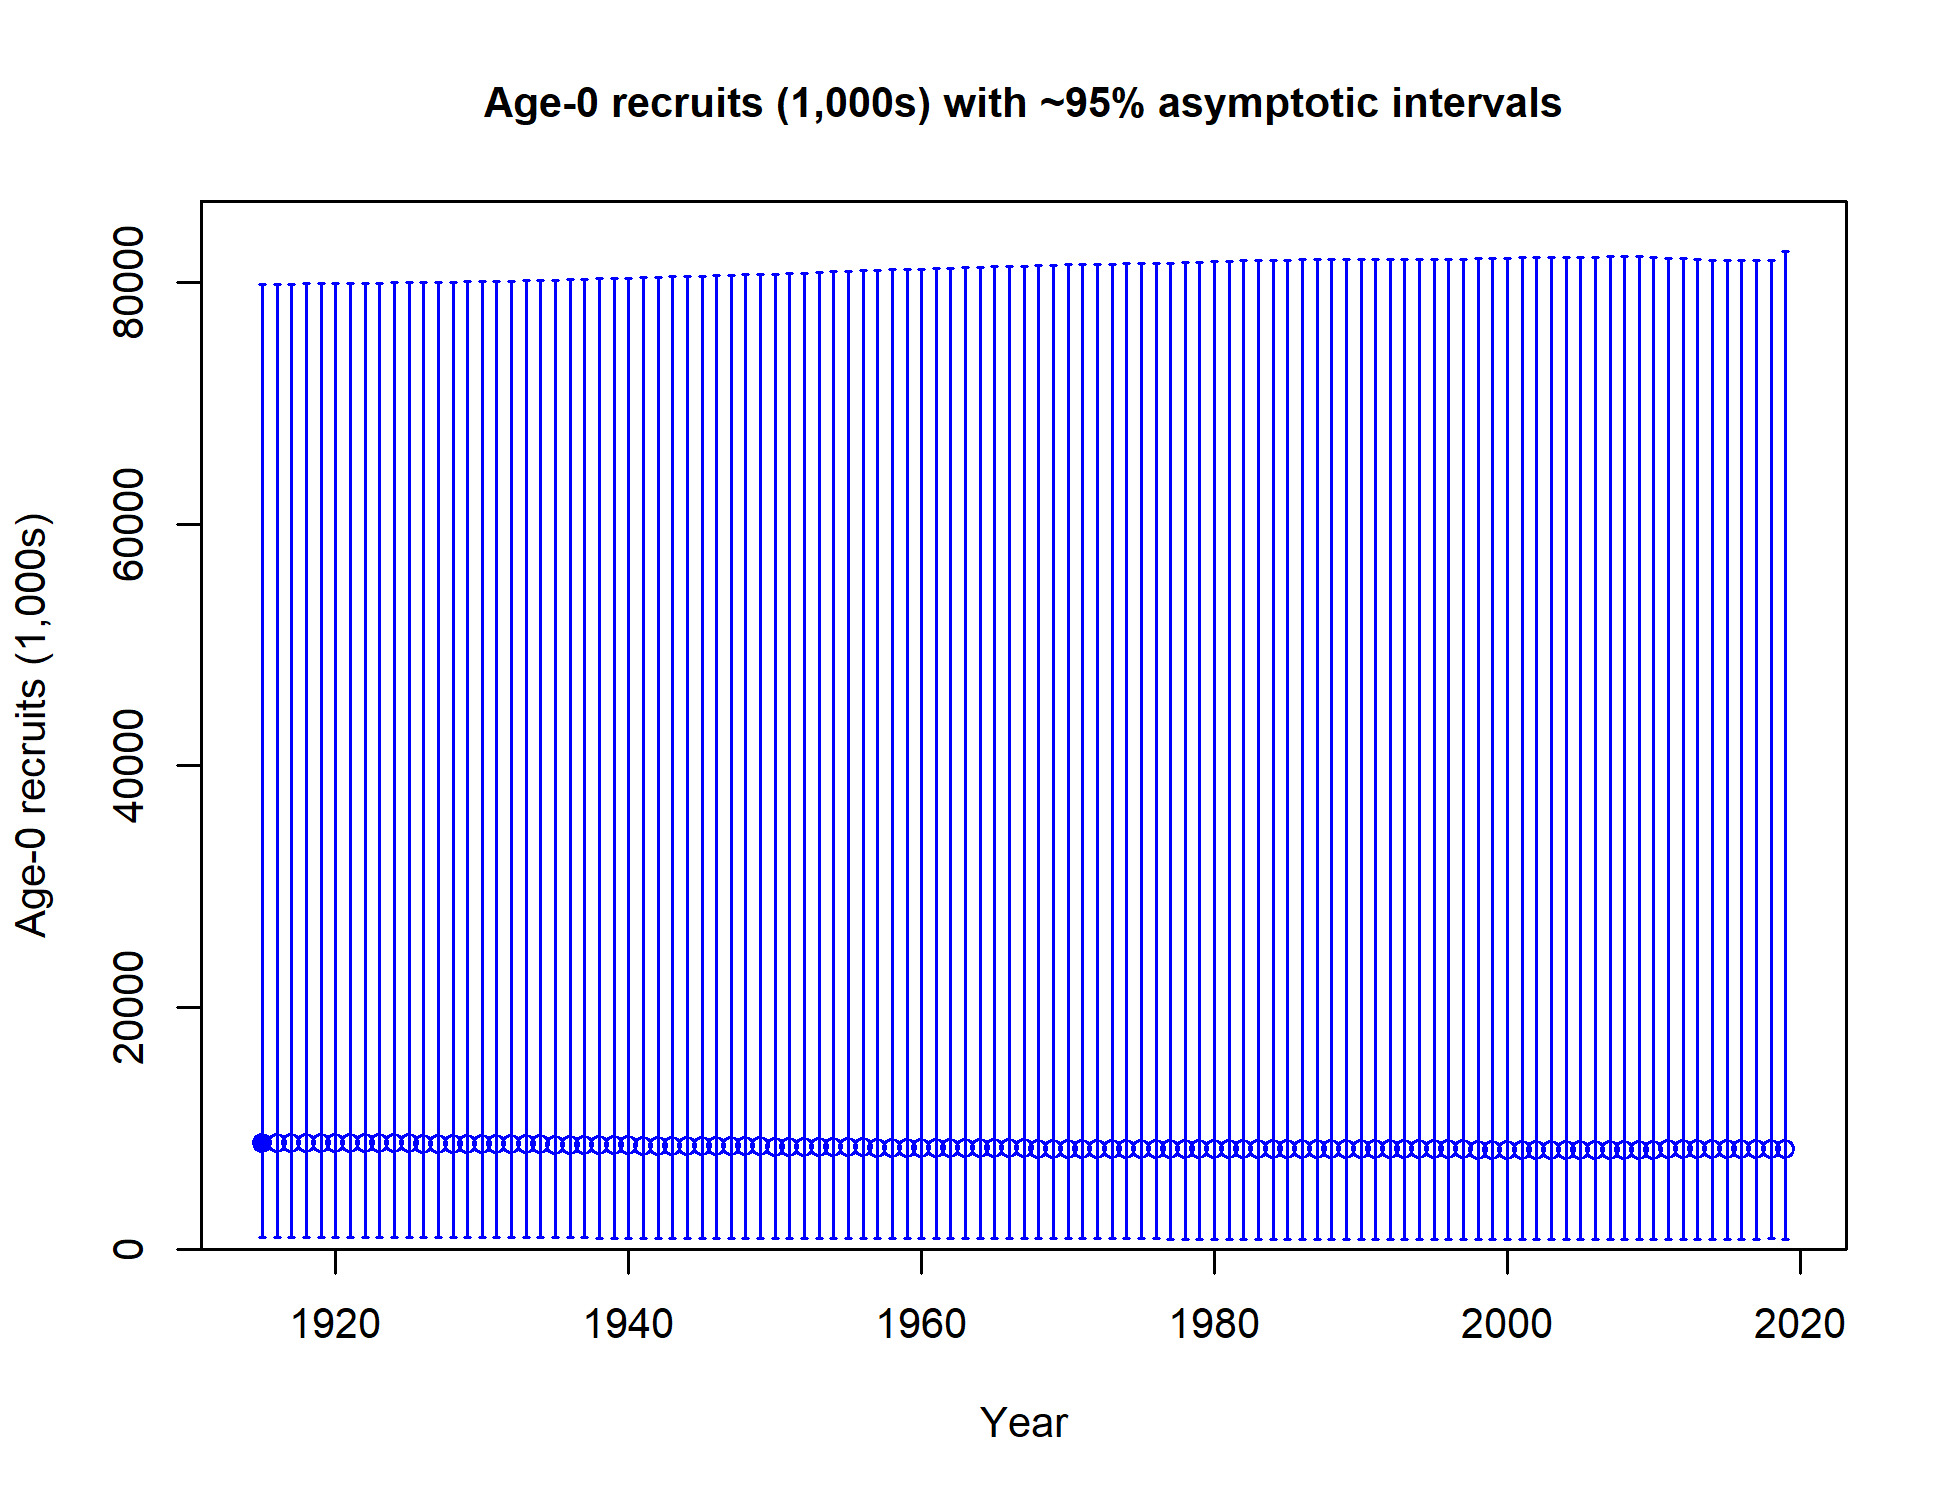 Age-0 recruits (1,000s) with ~95% asymptotic intervals
Age-0 recruits (1,000s)
80000
60000
40000
20000
0
1920 1940 1960 1980 2000 2020
Year